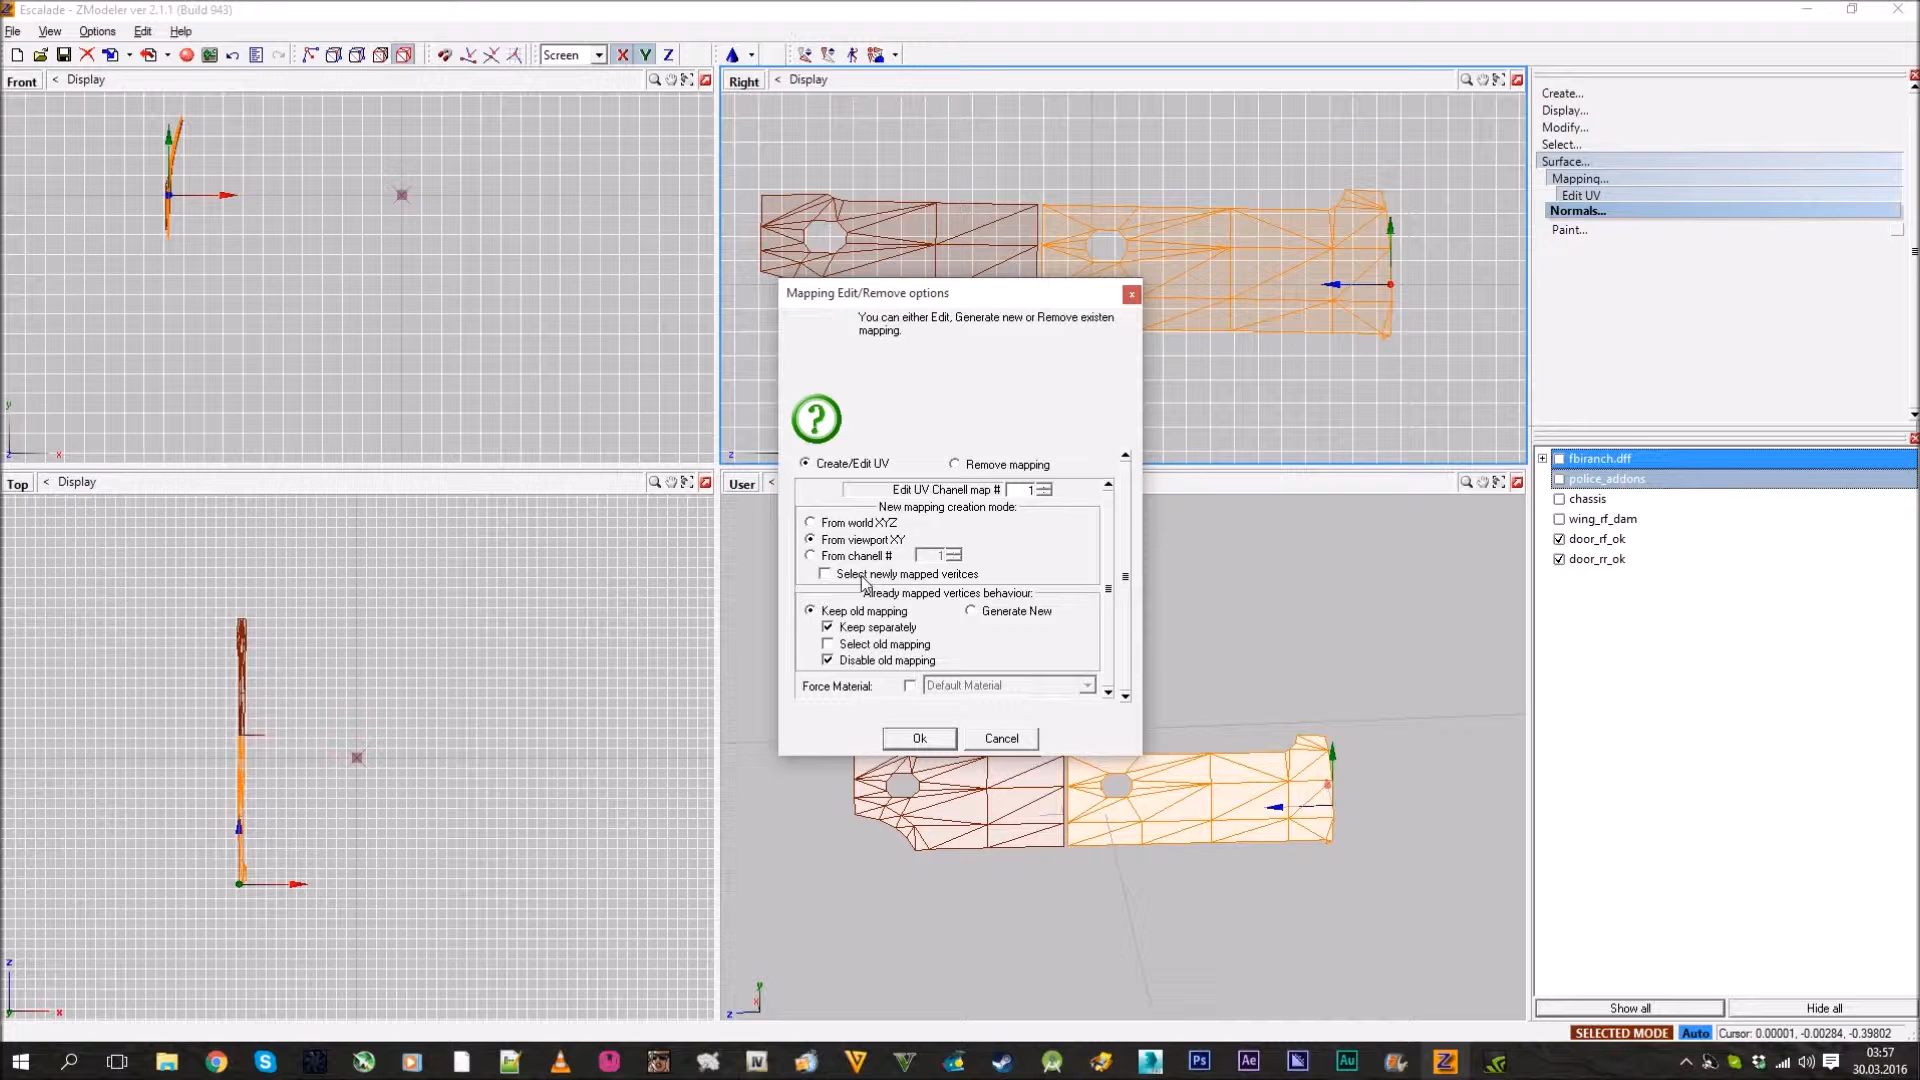 Escalade - ZModeler ver 2.1.1 (Build 943)
File View Options Edit Help
Screen X Y Z
Front < Display
Right < Display
Create...
Display...
Modify...
Select...
Surface...
Mapping...
Edit UV
Normals...
Paint...
Mapping Edit/Remove options
You can either Edit, Generate new or Remove existen
mapping.
Create/Edit UV Remove mapping
Edit UV Chanell map # 1
New mapping creation mode:
From world XYZ
From viewport XY
From chanell # 1
Select newly mapped veritces
Already mapped vertices behaviour:
Keep old mapping Generate New
Keep separately
Select old mapping
Disable old mapping
Force Material: Default Material
Ok Cancel
y
x
z
Top < Display
User <
z
x
y
x
z
fbiranch.dff
police_addons
chassis
wing_rf_dam
door_rf_ok
door_rr_ok
Show all Hide all
SELECTED MODE Auto Cursor: 0.00001, -0.00284, -0.39802
IV Ps Ae Au
03:57
30.03.2016